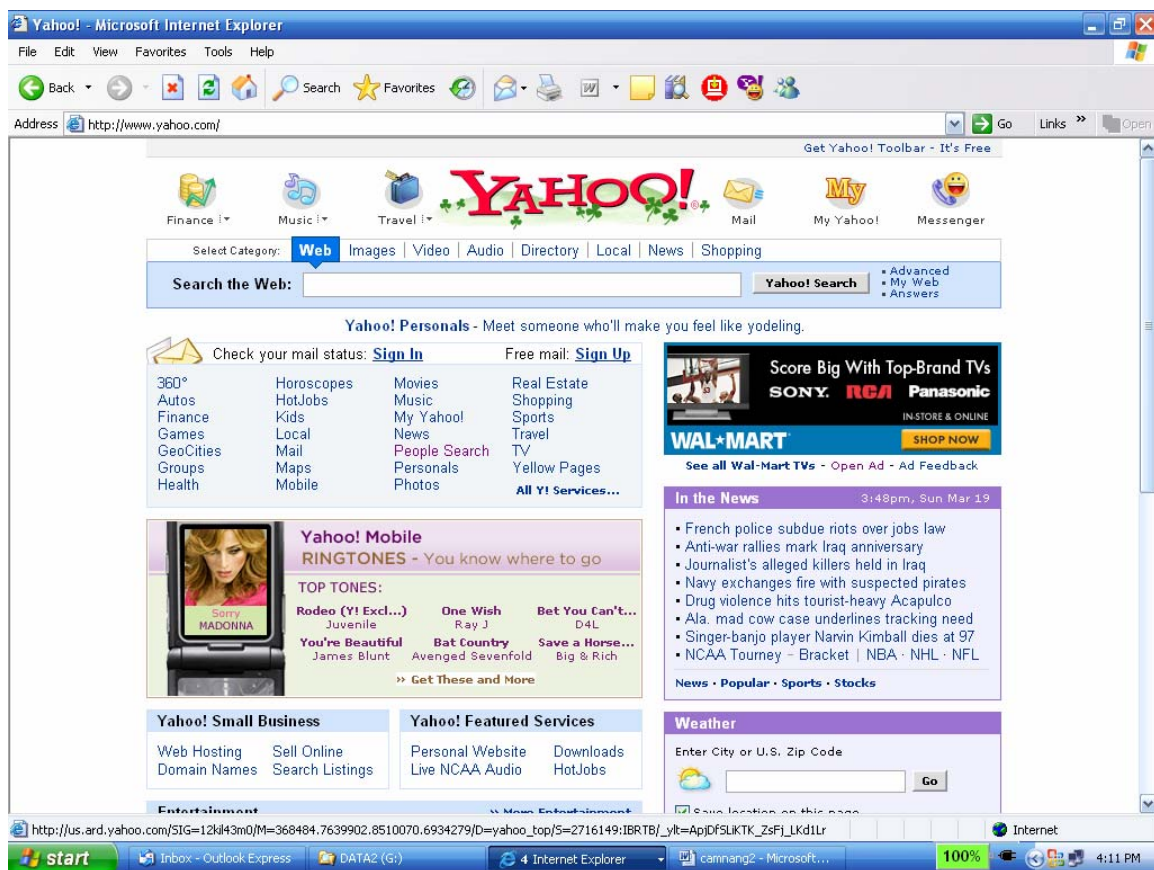 Yahoo! - Microsoft Internet Explorer
File Edit View Favorites Tools Help
Back Search Favorites
Address http://www.yahoo.com/ Go Links » Open
Get Yahoo! Toolbar - It's Free
Finance Music Travel YAHOO!® Mail My Yahoo! Messenger
Select Category: Web Images | Video | Audio | Directory | Local | News | Shopping
Search the Web: Yahoo! Search
• Advanced
• My Web
• Answers
Yahoo! Personals - Meet someone who'll make you feel like yodeling.
Check your mail status: Sign In Free mail: Sign Up
360° Horoscopes Movies Real Estate
Autos HotJobs Music Shopping
Finance Kids My Yahoo! Sports
Games Local News Travel
GeoCities Mail People Search TV
Groups Maps Personals Yellow Pages
Health Mobile Photos All Y! Services...
Score Big With Top-Brand TVs
SONY. RCA Panasonic
IN-STORE & ONLINE
WAL★MART SHOP NOW
See all Wal-Mart TVs - Open Ad - Ad Feedback
In the News 3:48pm, Sun Mar 19
• French police subdue riots over jobs law
• Anti-war rallies mark Iraq anniversary
• Journalist's alleged killers held in Iraq
• Navy exchanges fire with suspected pirates
• Drug violence hits tourist-heavy Acapulco
• Ala. mad cow case underlines tracking need
• Singer-banjo player Narvin Kimball dies at 97
• NCAA Tourney - Bracket | NBA · NHL · NFL
News · Popular · Sports · Stocks
Sorry
MADONNA
Yahoo! Mobile
RINGTONES - You know where to go
TOP TONES:
Rodeo (Y! Excl...) One Wish Bet You Can't...
Juvenile Ray J D4L
You're Beautiful Bat Country Save a Horse...
James Blunt Avenged Sevenfold Big & Rich
» Get These and More
Yahoo! Small Business
Web Hosting Sell Online
Domain Names Search Listings
Yahoo! Featured Services
Personal Website Downloads
Live NCAA Audio HotJobs
Weather
Enter City or U.S. Zip Code
Go
Save location on this page
Entertainment » More Entertainment
http://us.ard.yahoo.com/SIG=12kil43m0/M=368484.7639902.8510070.6934279/D=yahoo_top/S=2716149:IBRTB/_ylt=ApjDfSLiKTK_ZsFj_LKd1Lr Internet
start Inbox - Outlook Express DATA2 (G:) 4 Internet Explorer camnang2 - Microsoft... 100% 4:11 PM